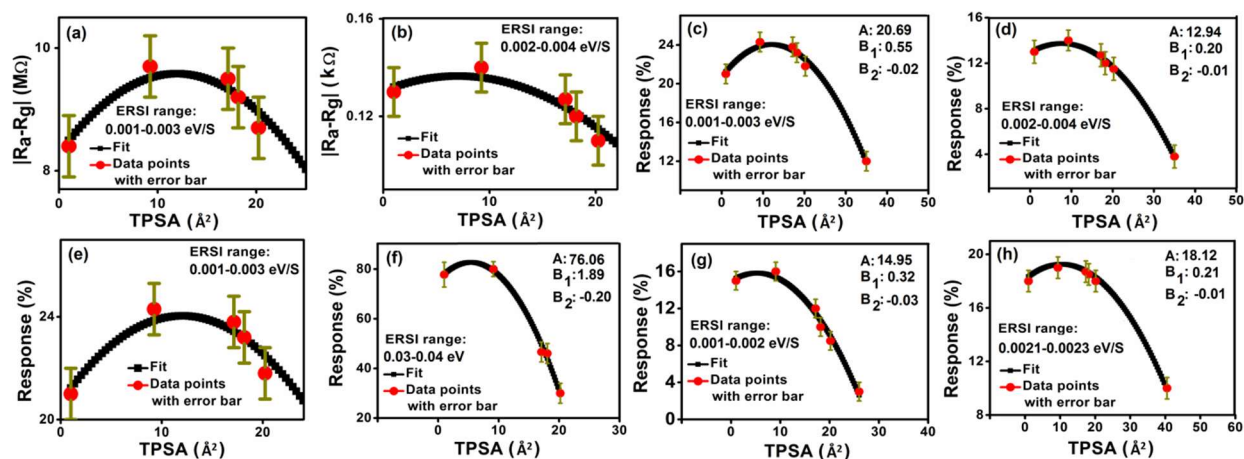 (a)
|Ra-Rg| (MΩ)
10
8
ERSI range:
0.001-0.003 eV/S
Fit
Data points
with error bar
0 10 20
TPSA (Å²)
(b)
|Ra-Rg| (kΩ)
0.16
0.12
ERSI range:
0.002-0.004 eV/S
Fit
Data points
with error bar
0 10 20
TPSA (Å²)
(c)
Response (%)
28
24
20
16
12
A: 20.69
B1: 0.55
B2: -0.02
ERSI range:
0.001-0.003 eV/S
Fit
Data points
with error bar
0 10 20 30 40 50
TPSA (Å²)
(d)
Response (%)
16
12
8
4
A: 12.94
B1: 0.20
B2: -0.01
ERSI range:
0.002-0.004 eV/S
Fit
Data points
with error bar
0 10 20 30 40 50
TPSA (Å²)
(e)
Response (%)
24
20
ERSI range:
0.001-0.003 eV/S
Fit
Data points
with error bar
0 10 20
TPSA (Å²)
(f)
Response (%)
80
60
40
20
A: 76.06
B1: 1.89
B2: -0.20
ERSI range:
0.03-0.04 eV
Fit
Data points
with error bar
-10 0 10 20 30
TPSA (Å²)
(g)
Response (%)
20
16
12
8
4
0
A: 14.95
B1: 0.32
B2: -0.03
ERSI range:
0.001-0.002 eV/S
Fit
Data points
with error bar
-10 0 10 20 30 40
TPSA (Å²)
(h)
Response (%)
24
20
16
12
8
A: 18.12
B1: 0.21
B2: -0.01
ERSI range:
0.0021-0.0023 eV/S
Fit
Data points
with error bar
0 10 20 30 40 50 60
TPSA (Å²)